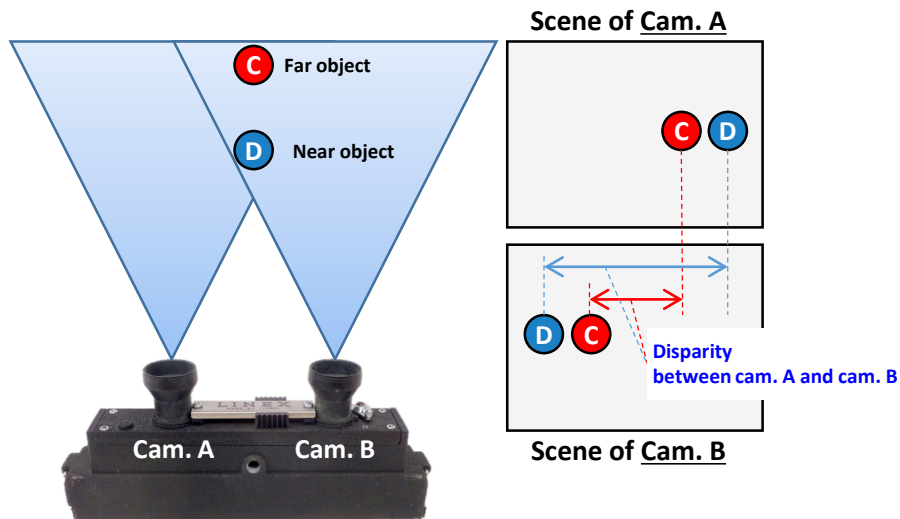 Scene of Cam. A
C
Far object
D
Near object
C
D
D
C
Disparity
between cam. A and cam. B
LINEX
Cam. A
Cam. B
Scene of Cam. B